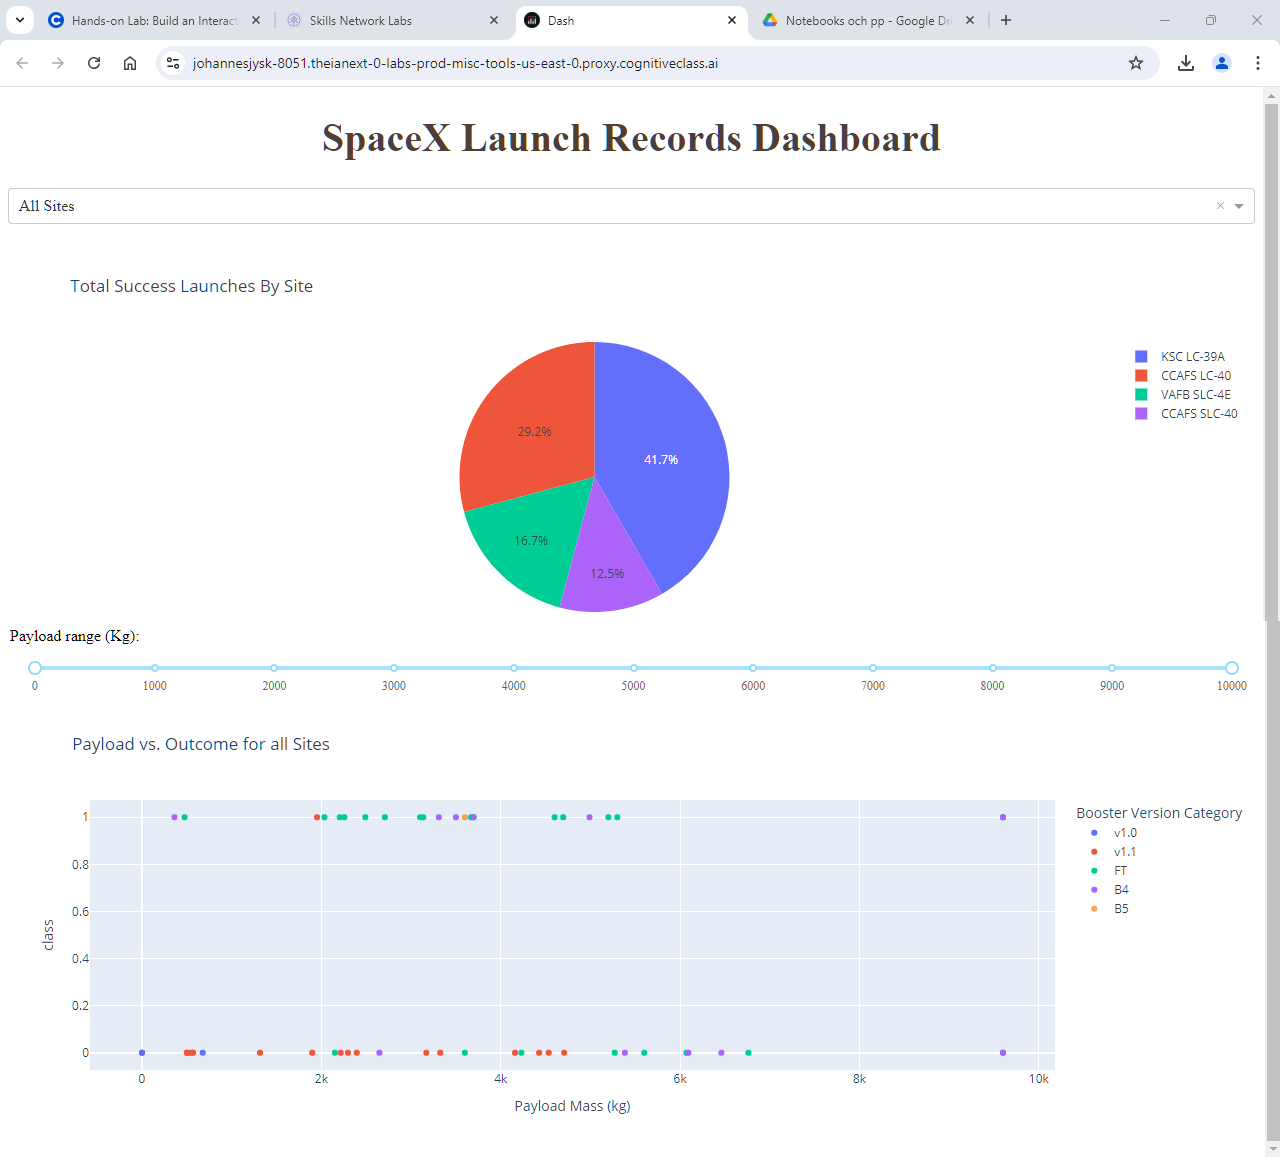 Hands-on Lab: Build an Interact
Skills Network Labs
Dash
Notebooks och pp - Google Dri
johannesjysk-8051.theianext-0-labs-prod-misc-tools-us-east-0.proxy.cognitiveclass.ai
SpaceX Launch Records Dashboard
All Sites
Total Success Launches By Site
KSC LC-39A
CCAFS LC-40
VAFB SLC-4E
CCAFS SLC-40
29.2%
41.7%
16.7%
12.5%
Payload range (Kg):
0 1000 2000 3000 4000 5000 6000 7000 8000 9000 10000
Payload vs. Outcome for all Sites
Booster Version Category
v1.0
v1.1
FT
B4
B5
1
0.8
0.6
0.4
0.2
0
class
0 2k 4k 6k 8k 10k
Payload Mass (kg)